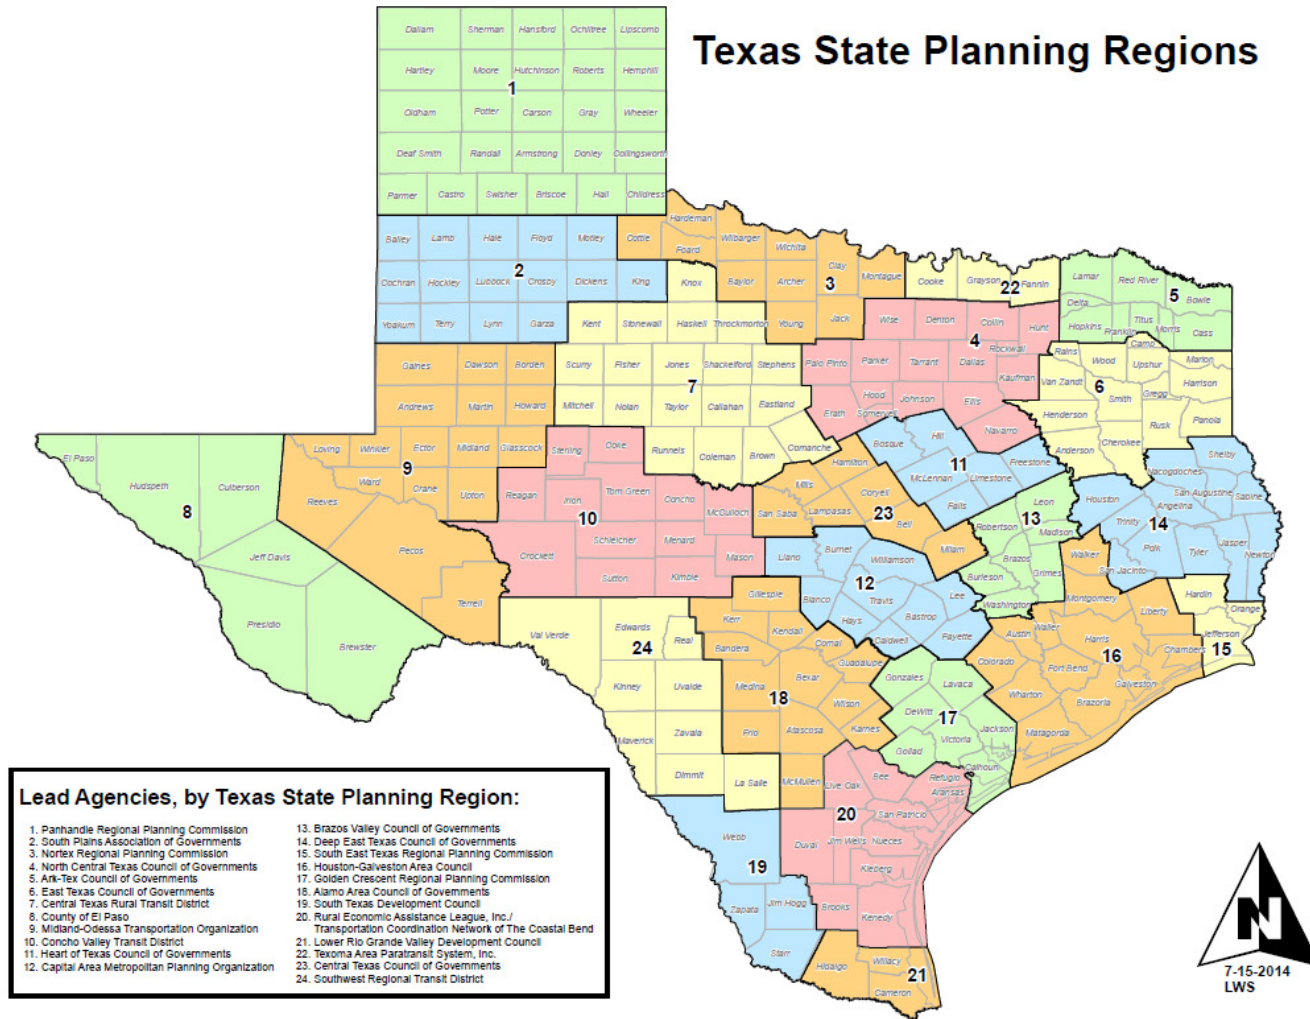 Texas State Planning Regions
Dallam Sherman Hansford Ochiltree Lipscomb
Hartley Moore Hutchinson Roberts Hemphill
1
Oldham Potter Carson Gray Wheeler
Deaf Smith Randall Armstrong Donley Collingsworth
Parmer Castro Swisher Briscoe Hall Childress
Bailey Lamb Hale Floyd Motley
2
Cochran Hockley Lubbock Crosby Dickens King
Yoakum Terry Lynn Garza
Cottle Hardeman Foard Wilbarger Wichita Clay Montague
3
Baylor Archer Young Jack
Cooke Grayson Fannin
22
Lamar Red River Bowie
5
Delta Hopkins Franklin Titus Morris Cass
Wise Denton Collin Hunt
4
Palo Pinto Parker Tarrant Dallas Rockwall Kaufman
Hood Johnson Ellis
Erath Somervell Navarro
Rains Wood Camp Upshur Marion
Van Zandt Smith Gregg Harrison
6
Henderson Rusk Panola
Anderson Cherokee
Knox
Kent Stonewall Haskell Throckmorton
Scurry Fisher Jones Shackelford Stephens
7
Mitchell Nolan Taylor Callahan Eastland
Runnels Coleman Brown Comanche
El Paso Hudspeth Culberson
8
Jeff Davis
Presidio Brewster
Gaines Dawson Borden
Andrews Martin Howard
Loving Winkler Ector Midland Glasscock
9
Ward Crane Upton
Reeves
Pecos
Terrell
Sterling Coke
Reagan Irion Tom Green Concho McCulloch
10
Crockett Schleicher Menard Mason
Sutton Kimble
Bosque Hill Freestone
11
McLennan Limestone
Falls
Hamilton
Mills Coryell
San Saba Lampasas Bell
23
Milam
Leon
13
Robertson Madison
Brazos
Burleson Grimes
Washington
Shelby
Nacogdoches
Houston San Augustine Sabine
Angelina
14
Trinity
Polk Tyler Jasper Newton
San Jacinto
Llano Burnet Williamson
12
Blanco Travis Lee
Hays Bastrop
Caldwell Fayette
Walker
Montgomery Liberty
Austin Waller Harris Chambers
16
Colorado Fort Bend Galveston
Wharton Brazoria
Matagorda
Hardin Orange
Jefferson
15
Val Verde Edwards Real
24
Kinney Uvalde
Maverick Zavala
Dimmit La Salle
Gillespie
Kerr Kendall Comal
Bandera Guadalupe
Medina Bexar Wilson
18
Frio Atascosa Karnes
McMullen
Gonzales Lavaca
DeWitt
17
Jackson
Goliad Victoria
Calhoun
Live Oak Bee Refugio
Aransas
20
San Patricio
Duval Jim Wells Nueces
Kleberg
Brooks Kenedy
Webb
19
Zapata Jim Hogg
Starr
Hidalgo Willacy
21
Cameron
Lead Agencies, by Texas State Planning Region:
1. Panhandle Regional Planning Commission
2. South Plains Association of Governments
3. Nortex Regional Planning Commission
4. North Central Texas Council of Governments
5. Ark-Tex Council of Governments
6. East Texas Council of Governments
7. Central Texas Rural Transit District
8. County of El Paso
9. Midland-Odessa Transportation Organization
10. Concho Valley Transit District
11. Heart of Texas Council of Governments
12. Capital Area Metropolitan Planning Organization
13. Brazos Valley Council of Governments
14. Deep East Texas Council of Governments
15. South East Texas Regional Planning Commission
16. Houston-Galveston Area Council
17. Golden Crescent Regional Planning Commission
18. Alamo Area Council of Governments
19. South Texas Development Council
20. Rural Economic Assistance League, Inc./
Transportation Coordination Network of The Coastal Bend
21. Lower Rio Grande Valley Development Council
22. Texoma Area Paratransit System, Inc.
23. Central Texas Council of Governments
24. Southwest Regional Transit District
N
7-15-2014
LWS